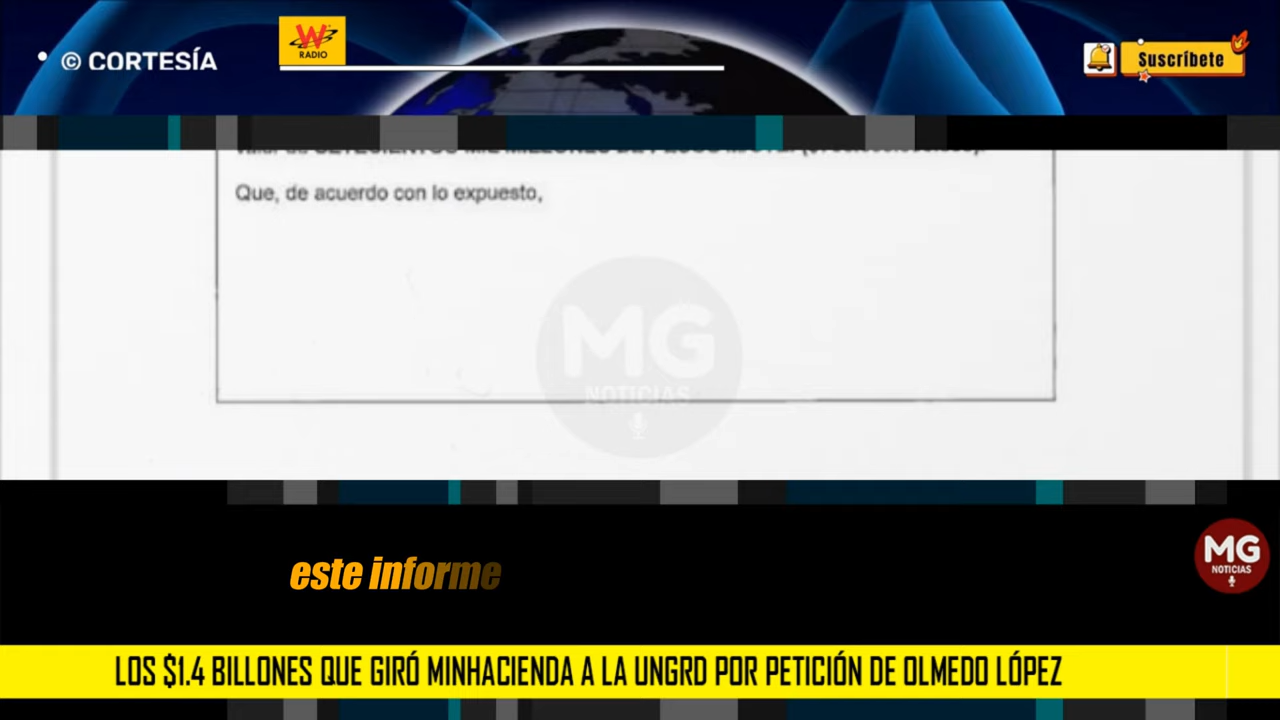 © CORTESÍA
W
RADIO
Suscríbete
Que, de acuerdo con lo expuesto,
MG
NOTICIAS
este informe
MG
NOTICIAS
LOS $1.4 BILLONES QUE GIRÓ MINHACIENDA A LA UNGRD POR PETICIÓN DE OLMEDO LÓPEZ